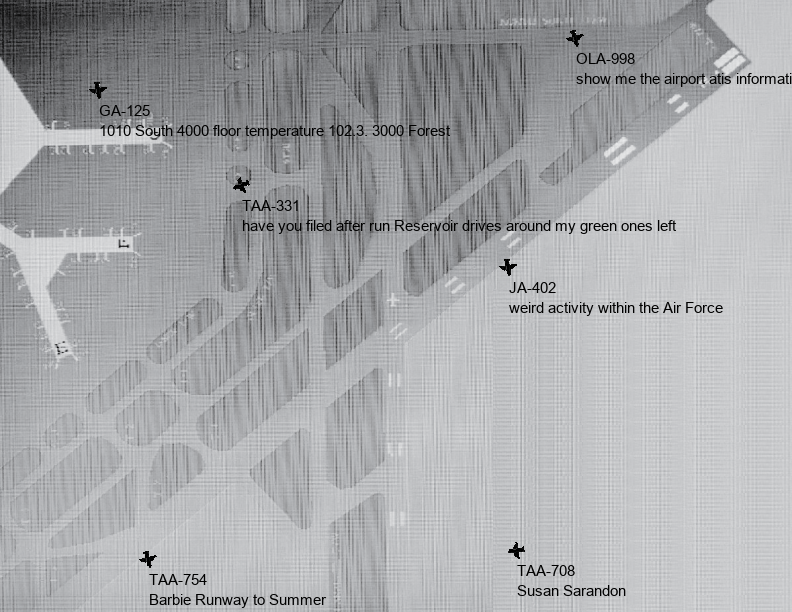 OLA-998
show me the airport atis informati
GA-125
1010 South 4000 floor temperature 102.3. 3000 Forest
TAA-331
have you filed after run Reservoir drives around my green ones left
JA-402
weird activity within the Air Force
TAA-708
Susan Sarandon
TAA-754
Barbie Runway to Summer